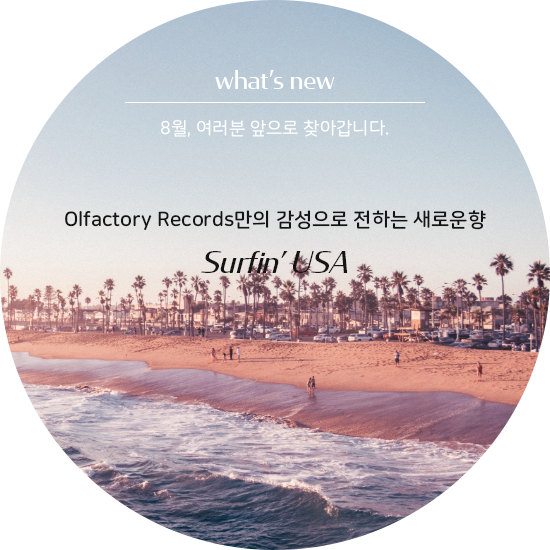 what's new
8월, 여러분 앞으로 찾아갑니다.
Olfactory Records만의 감성으로 전하는 새로운향
Surfin' USA